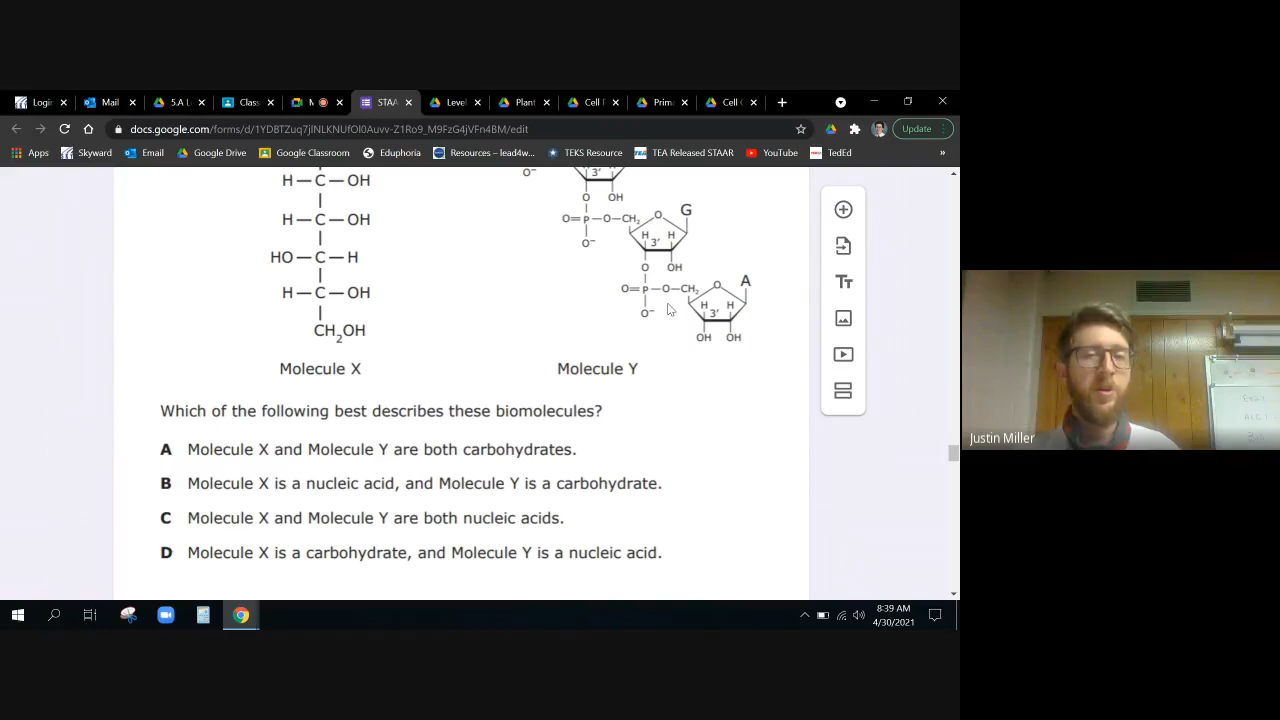 Login
Mail
5.A L
Class
STAA
Level
Plant
Cell
Prima
Cell
docs.google.com/forms/d/1YDBTZuq7jlNLKNUfOl0Auvv-Z1Ro9_M9FzG4jVFn4BM/edit
Update
Apps
Skyward
Email
Google Drive
Google Classroom
Eduphoria
Resources – lead4w...
TEKS Resource
TEA Released STAAR
YouTube
TedEd
»
H—C—OH
H—C—OH
HO—C—H
H—C—OH
CH2OH
O⁻
3'
O OH
O=P—O—CH2 O G
O⁻
H H
3'
O OH
O=P—O—CH2 O A
O⁻
H H
3'
OH OH
Molecule X
Molecule Y
Which of the following best describes these biomolecules?
A Molecule X and Molecule Y are both carbohydrates.
B Molecule X is a nucleic acid, and Molecule Y is a carbohydrate.
C Molecule X and Molecule Y are both nucleic acids.
D Molecule X is a carbohydrate, and Molecule Y is a nucleic acid.
TT
Justin Miller
8:39 AM
4/30/2021